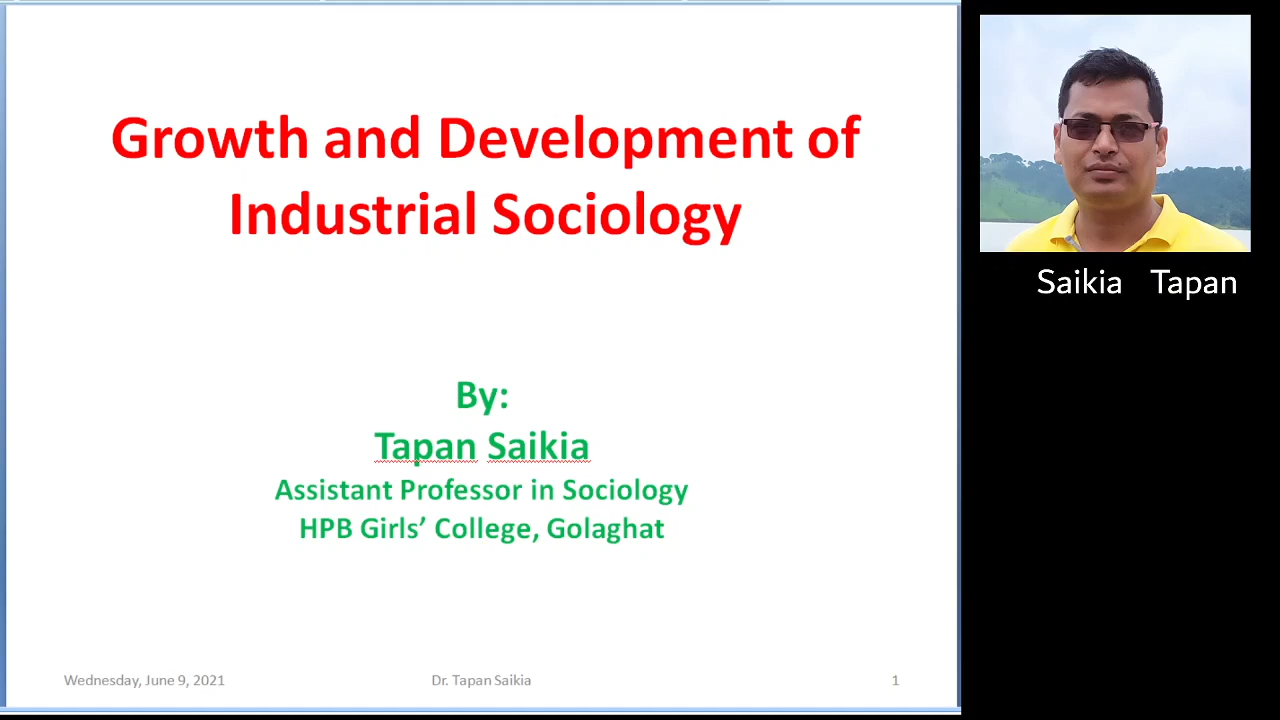 Growth and Development of
Industrial Sociology
By:
Tapan Saikia
Assistant Professor in Sociology
HPB Girls’ College, Golaghat
Wednesday, June 9, 2021
Dr. Tapan Saikia
1
Saikia Tapan